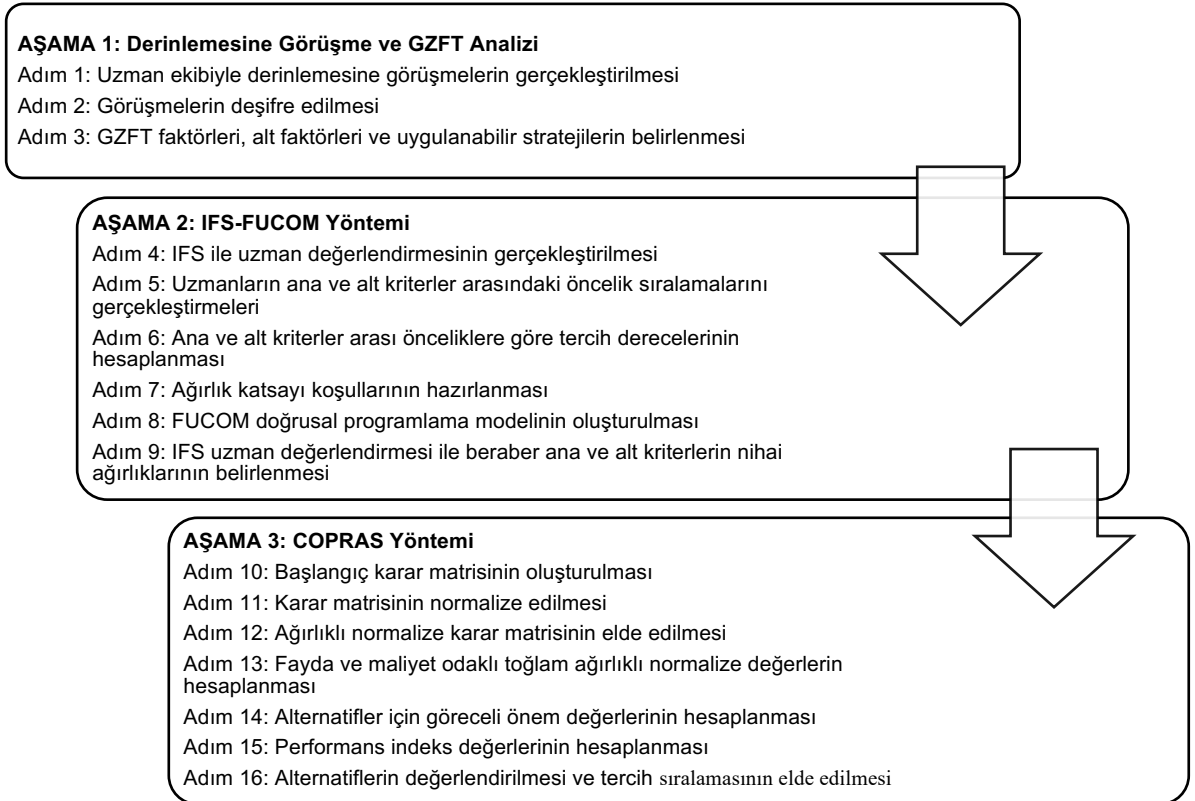 AŞAMA 1: Derinlemesine Görüşme ve GZFT Analizi
Adım 1: Uzman ekibiyle derinlemesine görüşmelerin gerçekleştirilmesi
Adım 2: Görüşmelerin deşifre edilmesi
Adım 3: GZFT faktörleri, alt faktörleri ve uygulanabilir stratejilerin belirlenmesi
AŞAMA 2: IFS-FUCOM Yöntemi
Adım 4: IFS ile uzman değerlendirmesinin gerçekleştirilmesi
Adım 5: Uzmanların ana ve alt kriterler arasındaki öncelik sıralamalarını
gerçekleştirmeleri
Adım 6: Ana ve alt kriterler arası önceliklere göre tercih derecelerinin
hesaplanması
Adım 7: Ağırlık katsayı koşullarının hazırlanması
Adım 8: FUCOM doğrusal programlama modelinin oluşturulması
Adım 9: IFS uzman değerlendirmesi ile beraber ana ve alt kriterlerin nihai
ağırlıklarının belirlenmesi
AŞAMA 3: COPRAS Yöntemi
Adım 10: Başlangıç karar matrisinin oluşturulması
Adım 11: Karar matrisinin normalize edilmesi
Adım 12: Ağırlıklı normalize karar matrisinin elde edilmesi
Adım 13: Fayda ve maliyet odaklı toğlam ağırlıklı normalize değerlerin
hesaplanması
Adım 14: Alternatifler için göreceli önem değerlerinin hesaplanması
Adım 15: Performans indeks değerlerinin hesaplanması
Adım 16: Alternatiflerin değerlendirilmesi ve tercih sıralamasının elde edilmesi